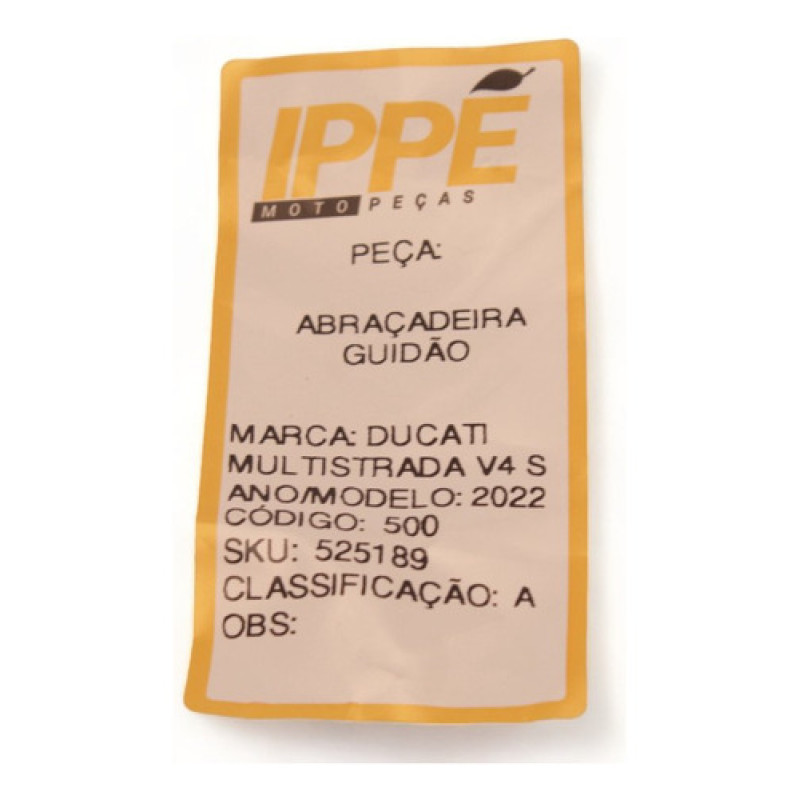 IPPÉ
MOTO PEÇAS
PEÇA:
ABRAÇADEIRA
GUIDÃO
MARCA: DUCATI
MULTISTRADA V4 S
ANO/MODELO: 2022
CÓDIGO: 500
SKU: 525189
CLASSIFICAÇÃO: A
OBS: